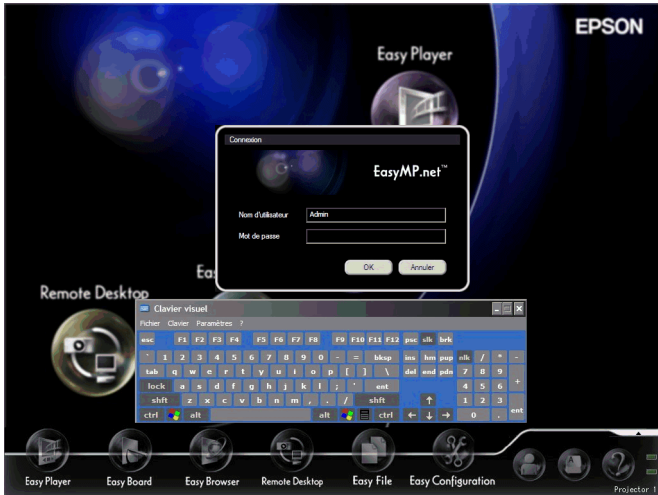 EPSON
Easy Player
Connexion
EasyMP.net™
Nom d'utilisateur Admin
Mot de passe
OK Annuler
Remote Desktop
Clavier visuel
Fichier Clavier Paramètres ?
esc F1 F2 F3 F4 F5 F6 F7 F8 F9 F10 F11 F12 psc slk brk
` 1 2 3 4 5 6 7 8 9 0 - = bksp ins hm pup nlk / * -
tab q w e r t y u i o p [ ] \ del end pdn 7 8 9 +
lock a s d f g h j k l ; ' ent 4 5 6
shft z x c v b n m , . / shft ↑ 1 2 3 ent
ctrl alt alt ctrl ← ↓ → 0 .
Easy Player Easy Board Easy Browser Remote Desktop Easy File Easy Configuration
A A
Projector 1